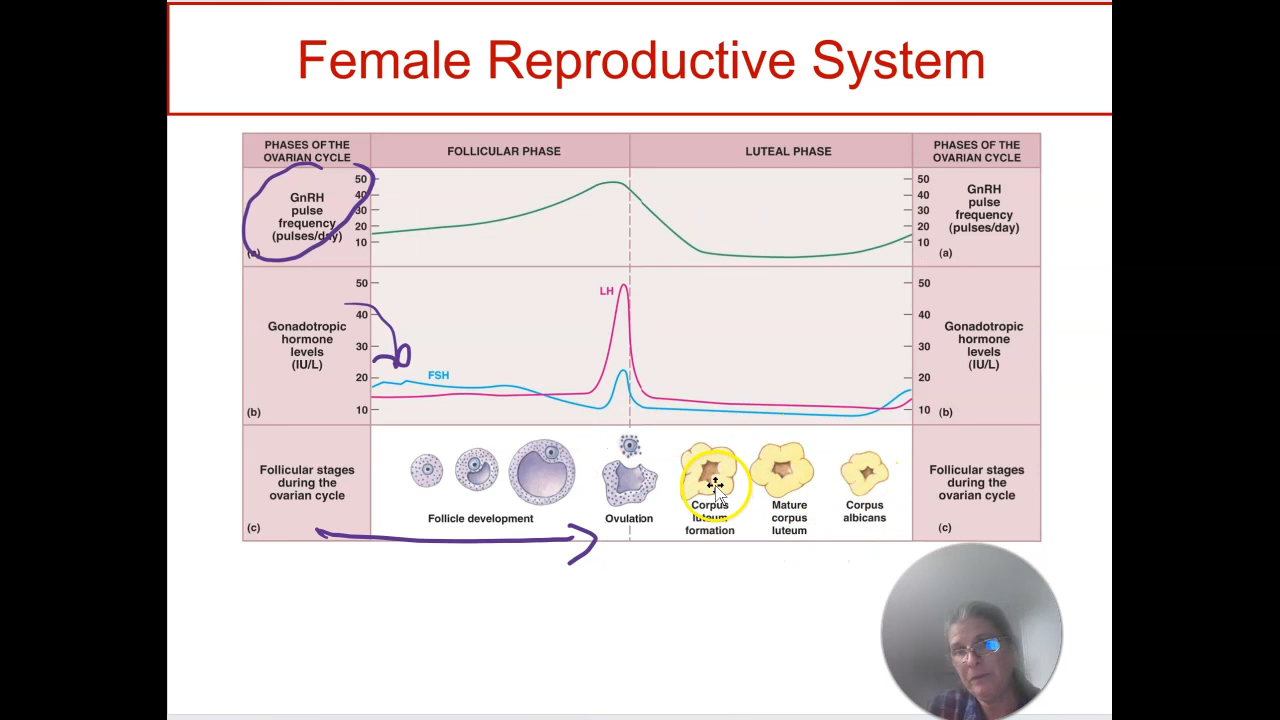 Female Reproductive System
PHASES OF THE
OVARIAN CYCLE
FOLLICULAR PHASE
LUTEAL PHASE
PHASES OF THE
OVARIAN CYCLE
GnRH
pulse
frequency
(pulses/day)
(a)
50
40
30
20
10
50
40
30
20
10
GnRH
pulse
frequency
(pulses/day)
(a)
Gonadotropic
hormone
levels
(IU/L)
(b)
50
40
30
20
10
LH
FSH
50
40
30
20
10
Gonadotropic
hormone
levels
(IU/L)
(b)
Follicular stages
during the
ovarian cycle
(c)
Follicle development
Ovulation
Corpus
luteum
formation
Mature
corpus
luteum
Corpus
albicans
Follicular stages
during the
ovarian cycle
(c)